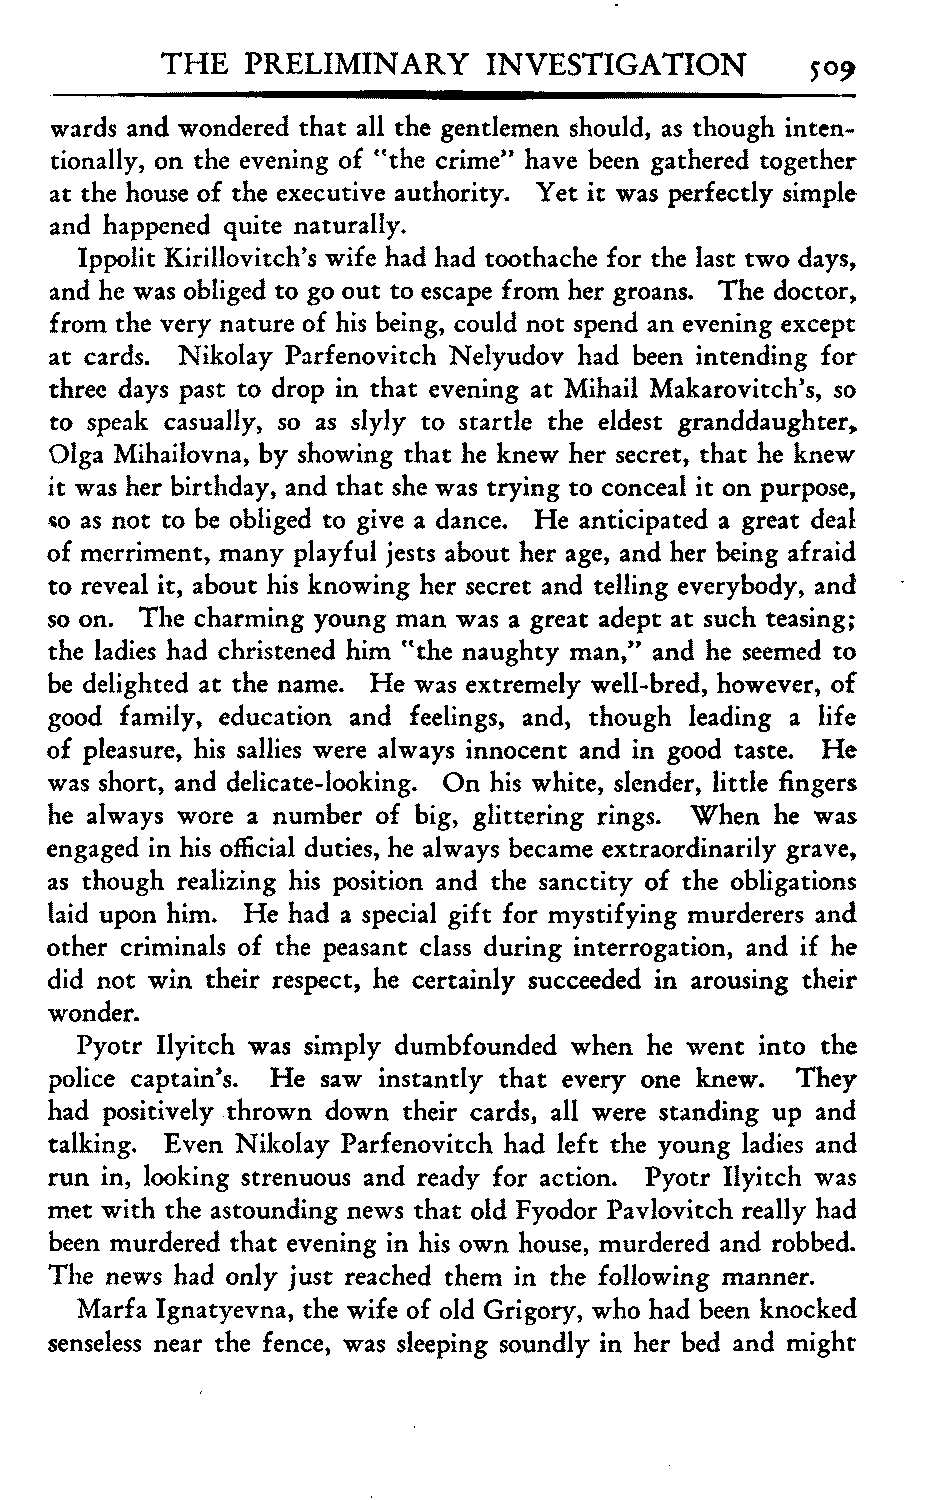 THE PRELIMINARY INVESTIGATION 509
wards and wondered that all the gentlemen should, as though inten-
tionally, on the evening of "the crime" have been gathered together
at the house of the executive authority. Yet it was perfectly simple
and happened quite naturally.
Ippolit Kirillovitch's wife had had toothache for the last two days,
and he was obliged to go out to escape from her groans. The doctor,
from the very nature of his being, could not spend an evening except
at cards. Nikolay Parfenovitch Nelyudov had been intending for
three days past to drop in that evening at Mihail Makarovitch's, so
to speak casually, so as slyly to startle the eldest granddaughter,
Olga Mihailovna, by showing that he knew her secret, that he knew
it was her birthday, and that she was trying to conceal it on purpose,
so as not to be obliged to give a dance. He anticipated a great deal
of merriment, many playful jests about her age, and her being afraid
to reveal it, about his knowing her secret and telling everybody, and
so on. The charming young man was a great adept at such teasing;
the ladies had christened him "the naughty man," and he seemed to
be delighted at the name. He was extremely well-bred, however, of
good family, education and feelings, and, though leading a life
of pleasure, his sallies were always innocent and in good taste. He
was short, and delicate-looking. On his white, slender, little fingers
he always wore a number of big, glittering rings. When he was
engaged in his official duties, he always became extraordinarily grave,
as though realizing his position and the sanctity of the obligations
laid upon him. He had a special gift for mystifying murderers and
other criminals of the peasant class during interrogation, and if he
did not win their respect, he certainly succeeded in arousing their
wonder.
Pyotr Ilyitch was simply dumbfounded when he went into the
police captain's. He saw instantly that every one knew. They
had positively thrown down their cards, all were standing up and
talking. Even Nikolay Parfenovitch had left the young ladies and
run in, looking strenuous and ready for action. Pyotr Ilyitch was
met with the astounding news that old Fyodor Pavlovitch really had
been murdered that evening in his own house, murdered and robbed.
The news had only just reached them in the following manner.
Marfa Ignatyevna, the wife of old Grigory, who had been knocked
senseless near the fence, was sleeping soundly in her bed and might